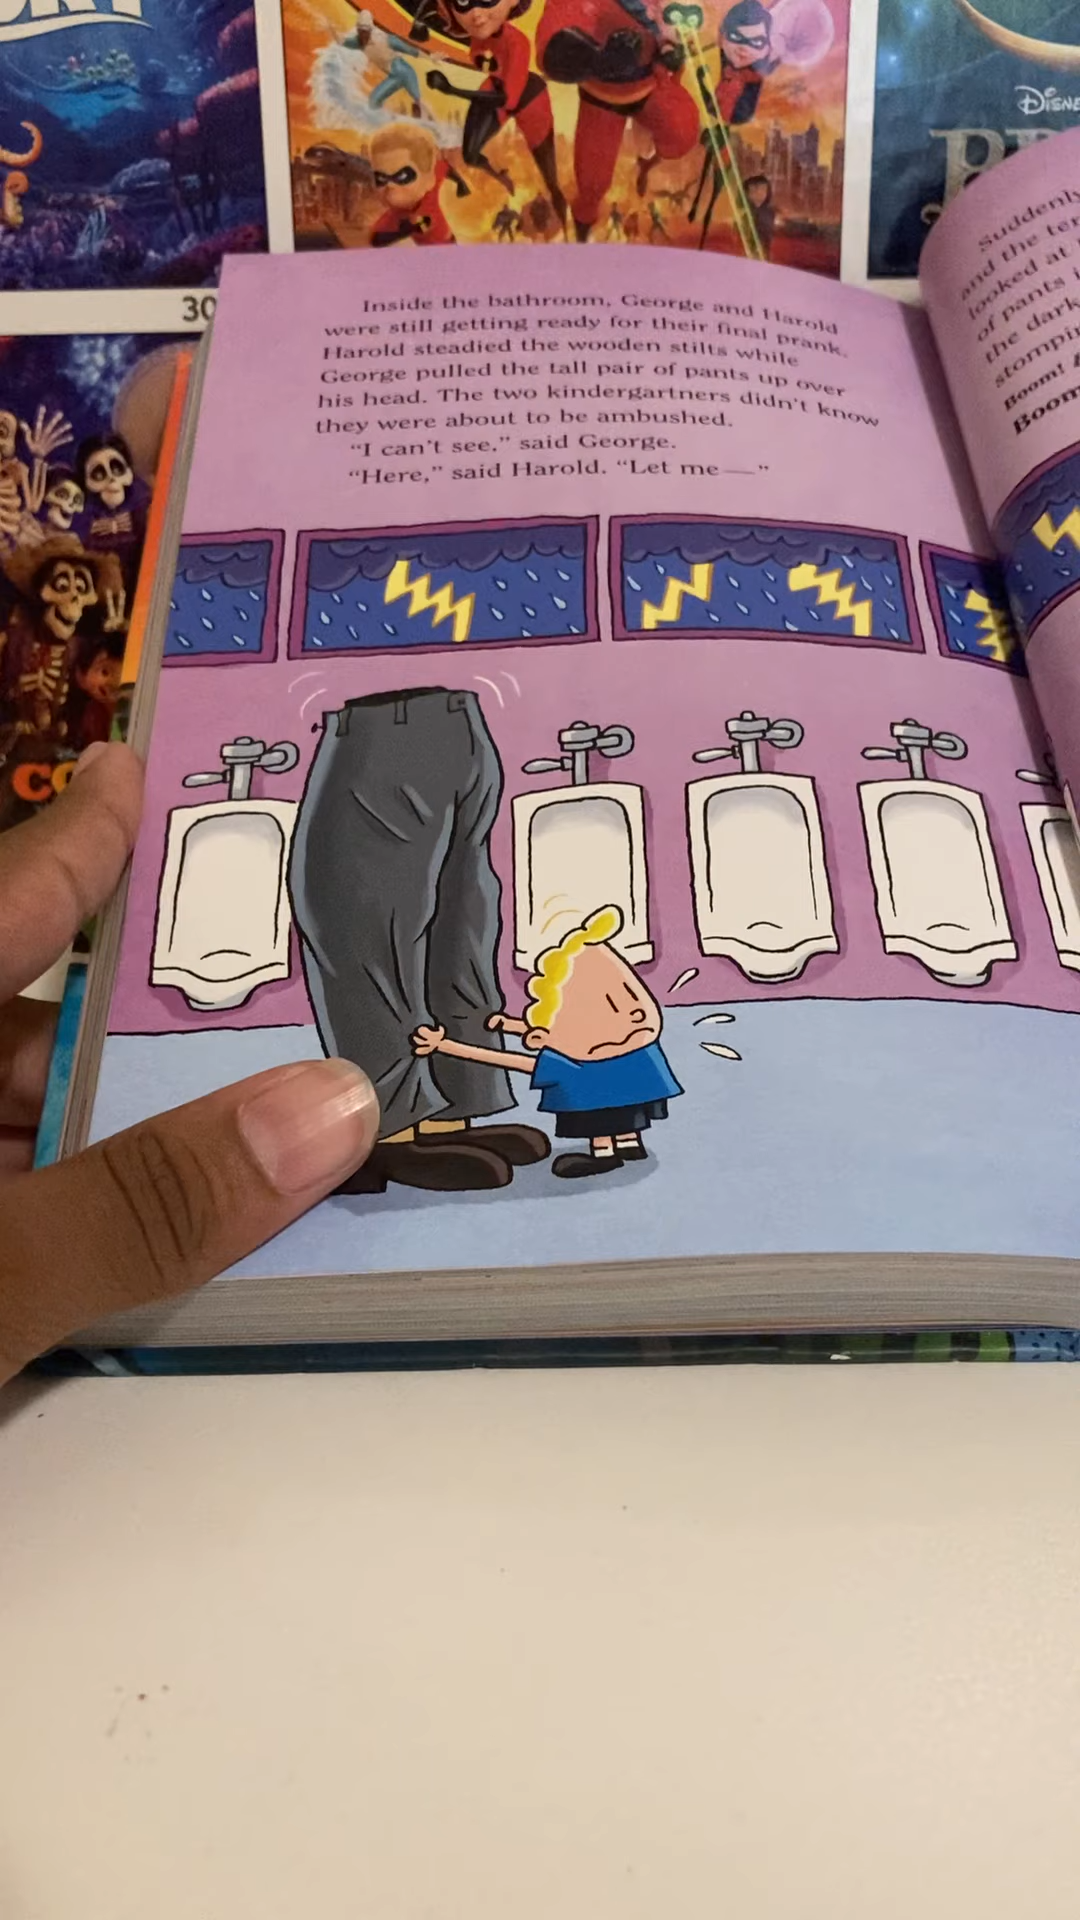 DISNE
30
Inside the bathroom, George and Harold
were still getting ready for their final prank.
Harold steadied the wooden stilts while
George pulled the tall pair of pants up over
his head. The two kindergartners didn't know
they were about to be ambushed.
"I can't see," said George.
"Here," said Harold. "Let me—"
Suddenly
and the
looked at
of pants
the dark
stompi
Boom!
Boom
CO